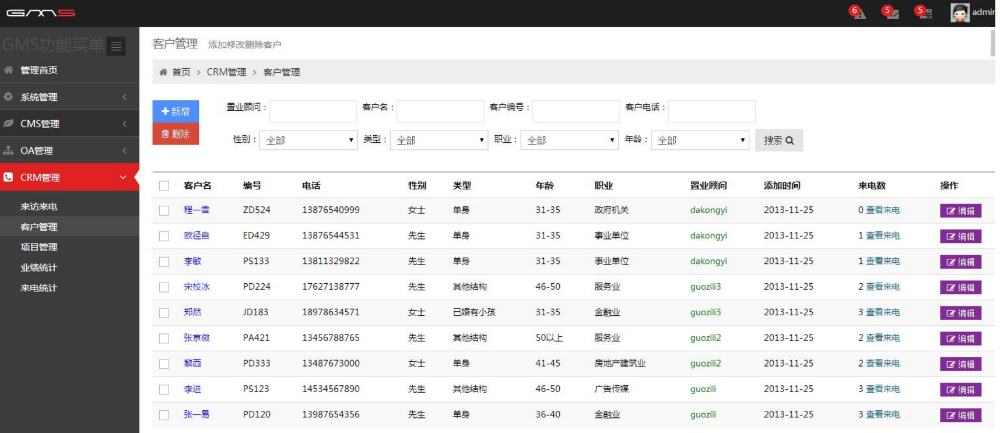 GMS
6
5
5
admin
GMS功能菜单
管理首页
系统管理
CMS管理
OA管理
CRM管理
来访来电
客户管理
项目管理
业绩统计
来电统计
客户管理 添加修改删除客户
首页 > CRM管理 > 客户管理
新增
删除
置业顾问： 客户名： 客户编号： 客户电话：
性别： 全部 类型： 全部 职业： 全部 年龄： 全部 搜索
客户名 编号 电话 性别 类型 年龄 职业 置业顾问 添加时间 来电数 操作
程一雪 ZD524 13876540999 女士 单身 31-35 政府机关 dakongyi 2013-11-25 0 查看来电 编辑
欧径自 ED429 13876544531 先生 单身 31-35 事业单位 dakongyi 2013-11-25 1 查看来电 编辑
李敏 PS133 13811329822 先生 单身 31-35 事业单位 dakongyi 2013-11-25 1 查看来电 编辑
宋校冰 PD224 17627138777 先生 其他结构 46-50 服务业 guozili3 2013-11-25 2 查看来电 编辑
郑然 JD183 18978634571 女士 已婚有小孩 31-35 金融业 guozili3 2013-11-25 3 查看来电 编辑
张京微 PA421 13456788765 先生 其他结构 50以上 服务业 guozili2 2013-11-25 2 查看来电 编辑
黎西 PD333 13487673000 女士 单身 41-45 房地产建筑业 guozili2 2013-11-25 2 查看来电 编辑
李进 PS123 14534567890 先生 其他结构 46-50 广告传媒 guozili 2013-11-25 3 查看来电 编辑
张一易 PD120 13987654356 先生 单身 36-40 金融业 guozili 2013-11-25 3 查看来电 编辑